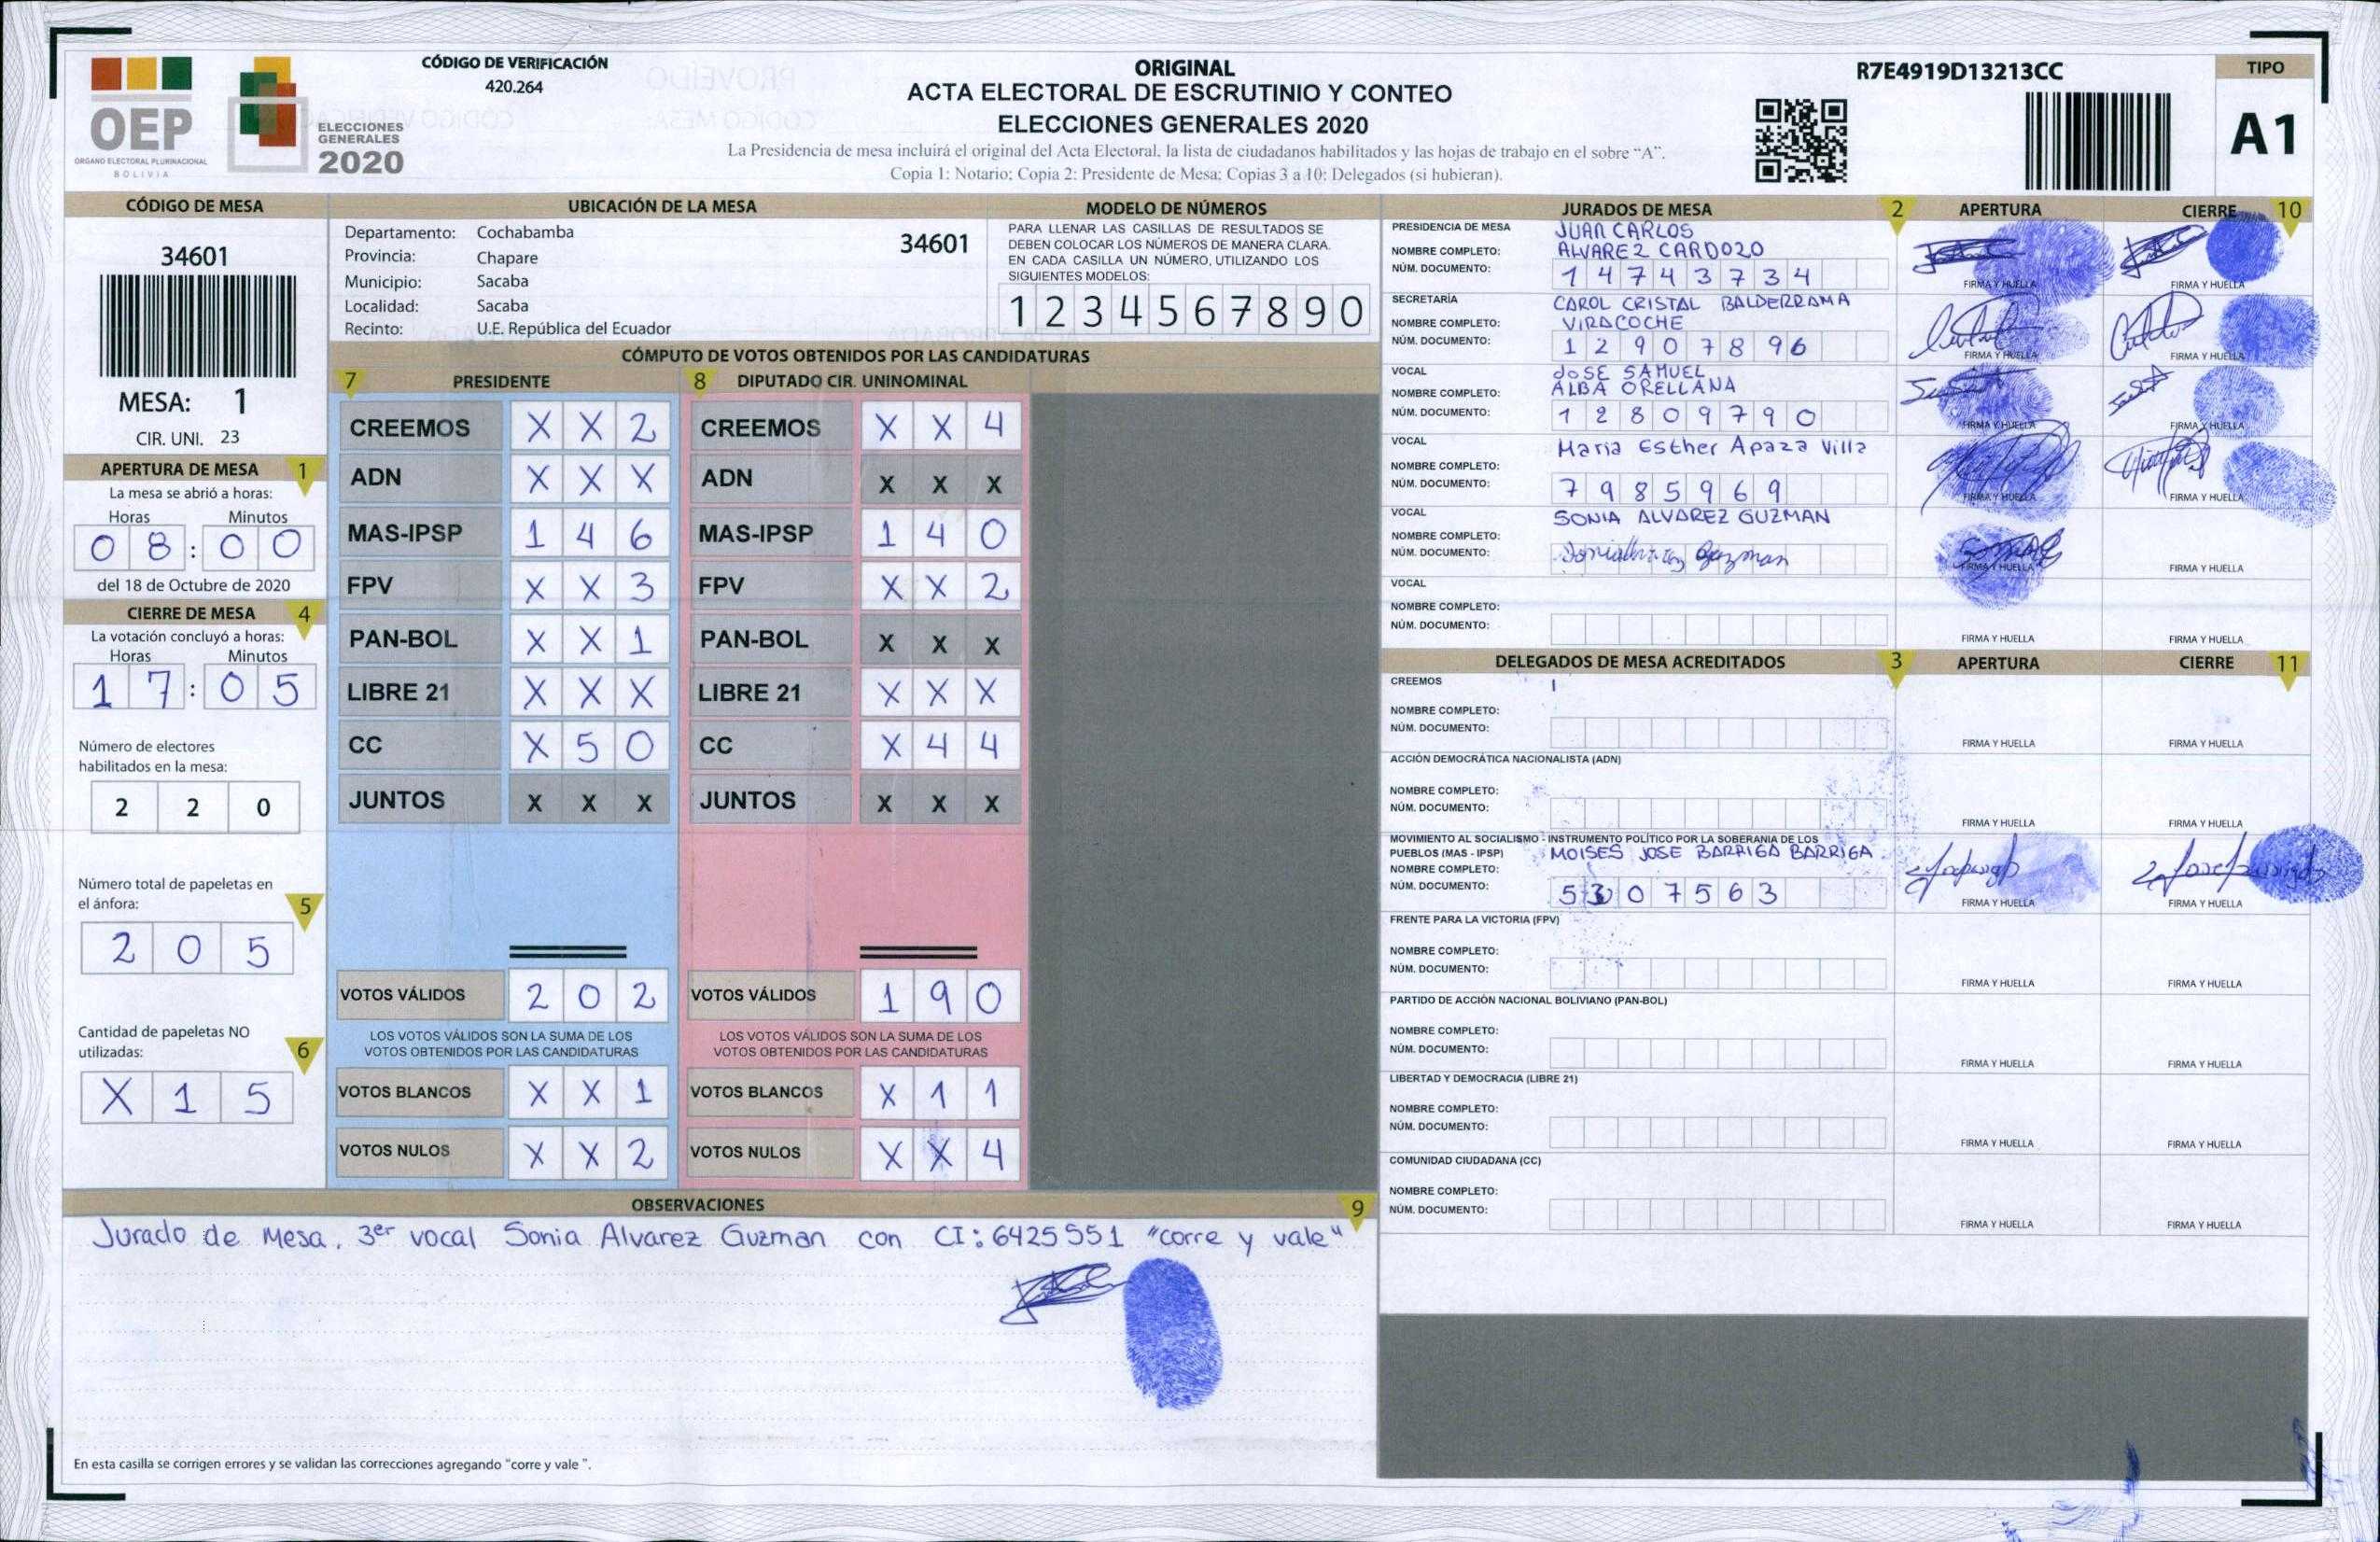 OEP
ÓRGANO ELECTORAL PLURINACIONAL
BOLIVIA
ELECCIONES
GENERALES
2020
CÓDIGO DE VERIFICACIÓN
420.264
ORIGINAL
ACTA ELECTORAL DE ESCRUTINIO Y CONTEO
ELECCIONES GENERALES 2020
La Presidencia de mesa incluirá el original del Acta Electoral, la lista de ciudadanos habilitados y las hojas de trabajo en el sobre "A".
Copia 1: Notario; Copia 2: Presidente de Mesa; Copias 3 a 10: Delegados (si hubieran).
R7E4919D13213CC
TIPO
A1
CÓDIGO DE MESA
34601
MESA: 1
CIR. UNI. 23
APERTURA DE MESA 1
La mesa se abrió a horas:
Horas Minutos
0 8 : 0 0
del 18 de Octubre de 2020
CIERRE DE MESA 4
La votación concluyó a horas:
Horas Minutos
1 7 : 0 5
Número de electores
habilitados en la mesa:
2 2 0
Número total de papeletas en
el ánfora: 5
2 0 5
Cantidad de papeletas NO
utilizadas: 6
X 1 5
UBICACIÓN DE LA MESA
Departamento: Cochabamba
Provincia: Chapare
Municipio: Sacaba
Localidad: Sacaba
Recinto: U.E. República del Ecuador
34601
MODELO DE NÚMEROS
PARA LLENAR LAS CASILLAS DE RESULTADOS SE
DEBEN COLOCAR LOS NÚMEROS DE MANERA CLARA.
EN CADA CASILLA UN NÚMERO, UTILIZANDO LOS
SIGUIENTES MODELOS:
1 2 3 4 5 6 7 8 9 0
CÓMPUTO DE VOTOS OBTENIDOS POR LAS CANDIDATURAS
7 PRESIDENTE
CREEMOS X X 2
ADN X X X
MAS-IPSP 1 4 6
FPV X X 3
PAN-BOL X X 1
LIBRE 21 X X X
CC X 5 0
JUNTOS X X X
VOTOS VÁLIDOS 2 0 2
LOS VOTOS VÁLIDOS SON LA SUMA DE LOS
VOTOS OBTENIDOS POR LAS CANDIDATURAS
VOTOS BLANCOS X X 1
VOTOS NULOS X X 2
8 DIPUTADO CIR. UNINOMINAL
CREEMOS X X 4
ADN X X X
MAS-IPSP 1 4 0
FPV X X 2
PAN-BOL X X X
LIBRE 21 X X X
CC X 4 4
JUNTOS X X X
VOTOS VÁLIDOS 1 9 0
LOS VOTOS VÁLIDOS SON LA SUMA DE LOS
VOTOS OBTENIDOS POR LAS CANDIDATURAS
VOTOS BLANCOS X 1 1
VOTOS NULOS X X 4
OBSERVACIONES 9
Jurado de Mesa. 3er vocal Sonia Alvarez Guzman con CI: 6425551 "corre y vale"
En esta casilla se corrigen errores y se validan las correcciones agregando "corre y vale ".
JURADOS DE MESA 2 APERTURA CIERRE 10
PRESIDENCIA DE MESA JUAN CARLOS
NOMBRE COMPLETO: ALVAREZ CARDOZO
NÚM. DOCUMENTO: 1 4 7 4 3 7 3 4
FIRMA Y HUELLA FIRMA Y HUELLA
SECRETARÍA CAROL CRISTAL BALDERRAMA
NOMBRE COMPLETO: VIRACOCHE
NÚM. DOCUMENTO: 1 2 9 0 7 8 9 6
FIRMA Y HUELLA FIRMA Y HUELLA
VOCAL JOSE SAMUEL
NOMBRE COMPLETO: ALBA ORELLANA
NÚM. DOCUMENTO: 1 2 8 0 9 7 9 0
FIRMA Y HUELLA FIRMA Y HUELLA
VOCAL Maria Esther Apaza Villa
NOMBRE COMPLETO:
NÚM. DOCUMENTO: 7 9 8 5 9 6 9
FIRMA Y HUELLA FIRMA Y HUELLA
VOCAL SONIA ALVAREZ GUZMAN
NOMBRE COMPLETO:
NÚM. DOCUMENTO: Guzman
FIRMA Y HUELLA FIRMA Y HUELLA
VOCAL
NOMBRE COMPLETO:
NÚM. DOCUMENTO:
FIRMA Y HUELLA FIRMA Y HUELLA
DELEGADOS DE MESA ACREDITADOS 3 APERTURA CIERRE 11
CREEMOS
NOMBRE COMPLETO:
NÚM. DOCUMENTO:
FIRMA Y HUELLA FIRMA Y HUELLA
ACCIÓN DEMOCRÁTICA NACIONALISTA (ADN)
NOMBRE COMPLETO:
NÚM. DOCUMENTO:
FIRMA Y HUELLA FIRMA Y HUELLA
MOVIMIENTO AL SOCIALISMO - INSTRUMENTO POLÍTICO POR LA SOBERANIA DE LOS
PUEBLOS (MAS - IPSP) MOISES JOSE BARRIGA BARRIGA
NOMBRE COMPLETO:
NÚM. DOCUMENTO: 5 3 0 7 5 6 3
FIRMA Y HUELLA FIRMA Y HUELLA
FRENTE PARA LA VICTORIA (FPV)
NOMBRE COMPLETO:
NÚM. DOCUMENTO:
FIRMA Y HUELLA FIRMA Y HUELLA
PARTIDO DE ACCIÓN NACIONAL BOLIVIANO (PAN-BOL)
NOMBRE COMPLETO:
NÚM. DOCUMENTO:
FIRMA Y HUELLA FIRMA Y HUELLA
LIBERTAD Y DEMOCRACIA (LIBRE 21)
NOMBRE COMPLETO:
NÚM. DOCUMENTO:
FIRMA Y HUELLA FIRMA Y HUELLA
COMUNIDAD CIUDADANA (CC)
NOMBRE COMPLETO:
NÚM. DOCUMENTO:
FIRMA Y HUELLA FIRMA Y HUELLA